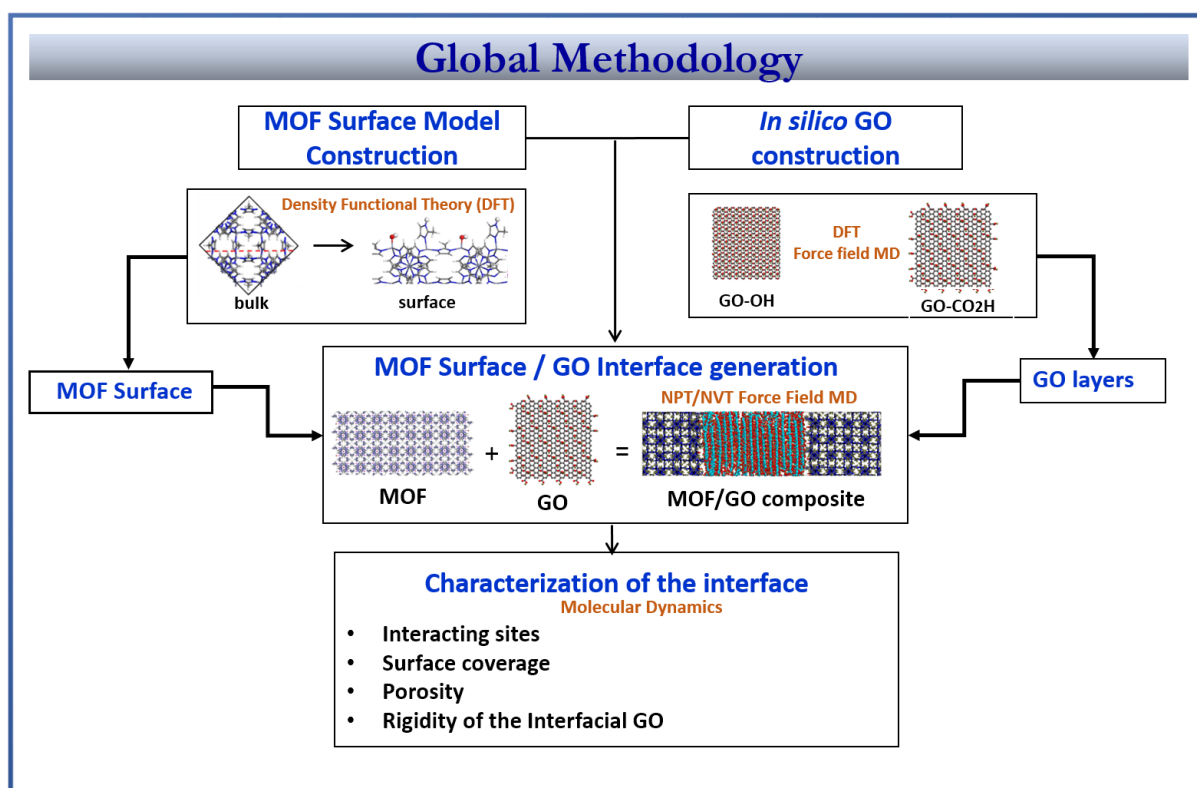 Global Methodology
MOF Surface Model
Construction
In silico GO
construction
Density Functional Theory (DFT)
bulk
surface
DFT
Force field MD
GO-OH
GO-CO2H
MOF Surface
GO layers
MOF Surface / GO Interface generation
NPT/NVT Force Field MD
+
=
MOF
GO
MOF/GO composite
Characterization of the interface
Molecular Dynamics
• Interacting sites
• Surface coverage
• Porosity
• Rigidity of the Interfacial GO